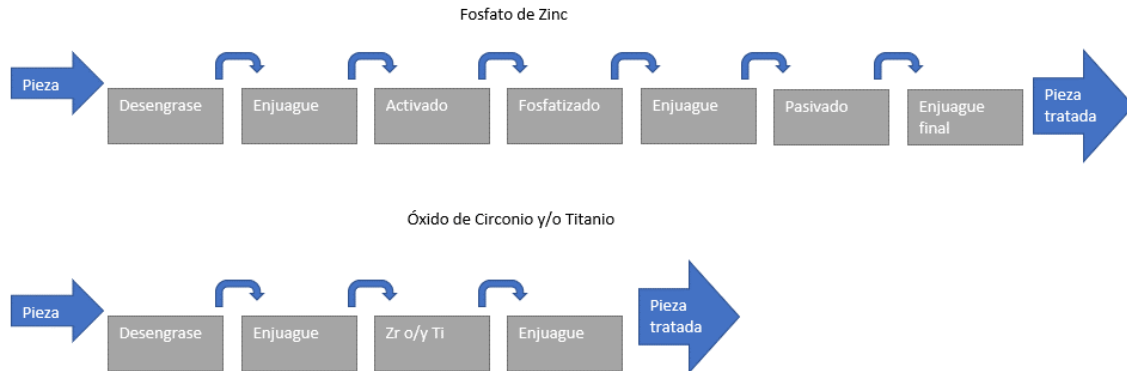 Fosfato de Zinc
Pieza
Desengrase
Enjuague
Activado
Fosfatizado
Enjuague
Pasivado
Enjuague
final
Pieza
tratada
Óxido de Circonio y/o Titanio
Pieza
Desengrase
Enjuague
Zr o/y Ti
Enjuague
Pieza
tratada